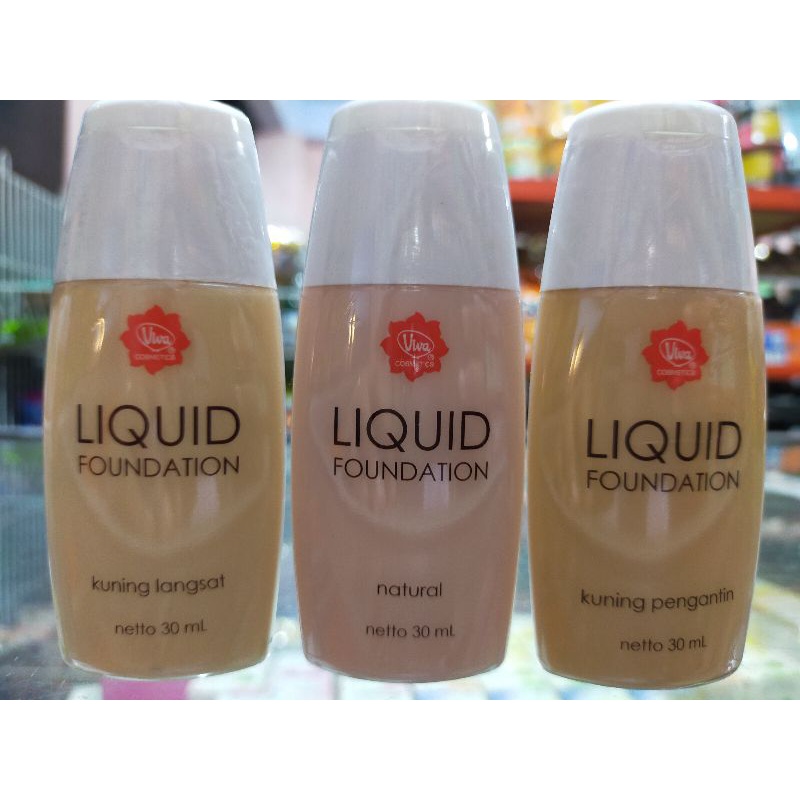 Viva
COSMETICS
LIQUID
FOUNDATION
kuning langsat
netto 30 mL
Viva
COSMETICS
LIQUID
FOUNDATION
natural
netto 30 mL
Viva
COSMETICS
LIQUID
FOUNDATION
kuning pengantin
netto 30 mL